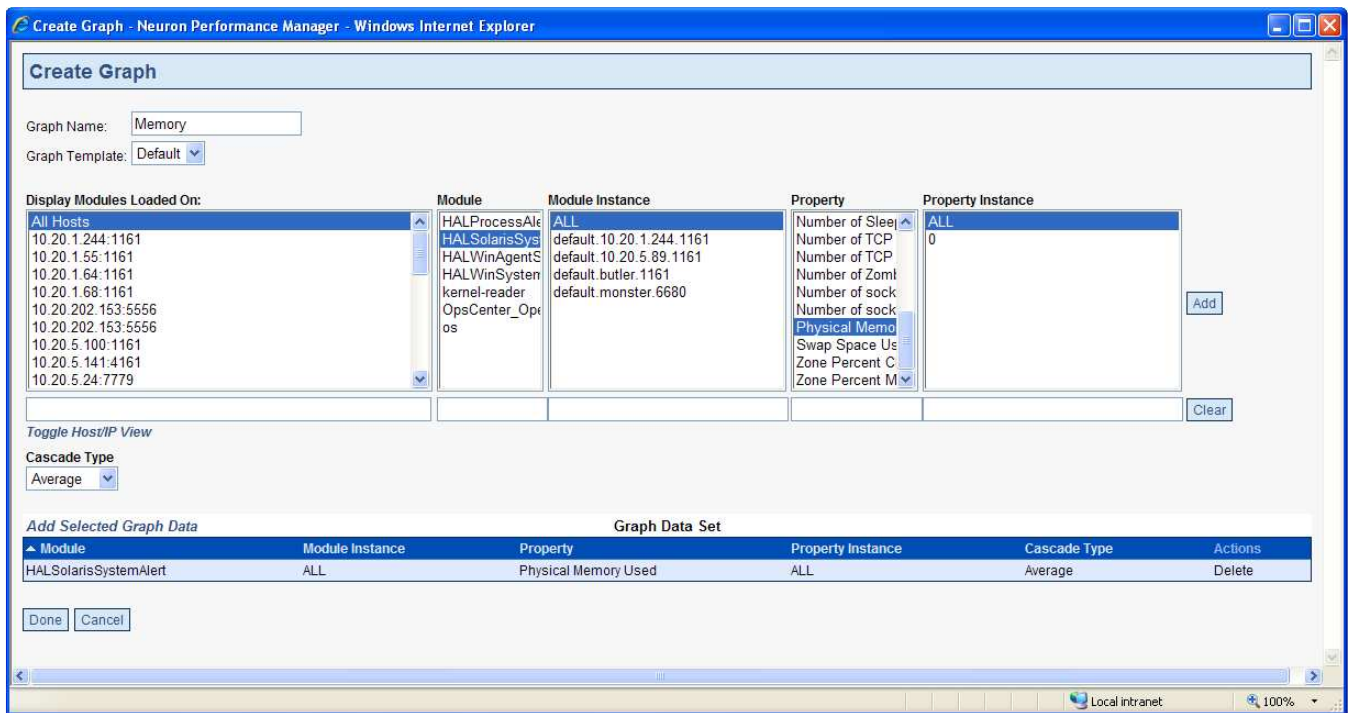 Create Graph - Neuron Performance Manager - Windows Internet Explorer
Create Graph
Graph Name: Memory
Graph Template: Default
Display Modules Loaded On:
All Hosts
10.20.1.244:1161
10.20.1.55:1161
10.20.1.64:1161
10.20.1.68:1161
10.20.202.153:5556
10.20.202.153:5556
10.20.5.100:1161
10.20.5.141:4161
10.20.5.24:7779
Module
HALProcessAle
HALSolarisSys
HALWinAgentS
HALWinSystem
kernel-reader
OpsCenter_Ope
os
Module Instance
ALL
default.10.20.1.244.1161
default.10.20.5.89.1161
default.butler.1161
default.monster.6680
Property
Number of Sleep
Number of TCP
Number of TCP
Number of Zomb
Number of sock
Number of sock
Physical Memo
Swap Space Us
Zone Percent C
Zone Percent M
Property Instance
ALL
0
Add
Clear
Toggle Host/IP View
Cascade Type
Average
Add Selected Graph Data Graph Data Set
Module Module Instance Property Property Instance Cascade Type Actions
HALSolarisSystemAlert ALL Physical Memory Used ALL Average Delete
Done Cancel
Local intranet 100%